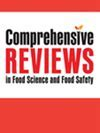 Comprehensive
REVIEWS
in Food Science and Food Safety